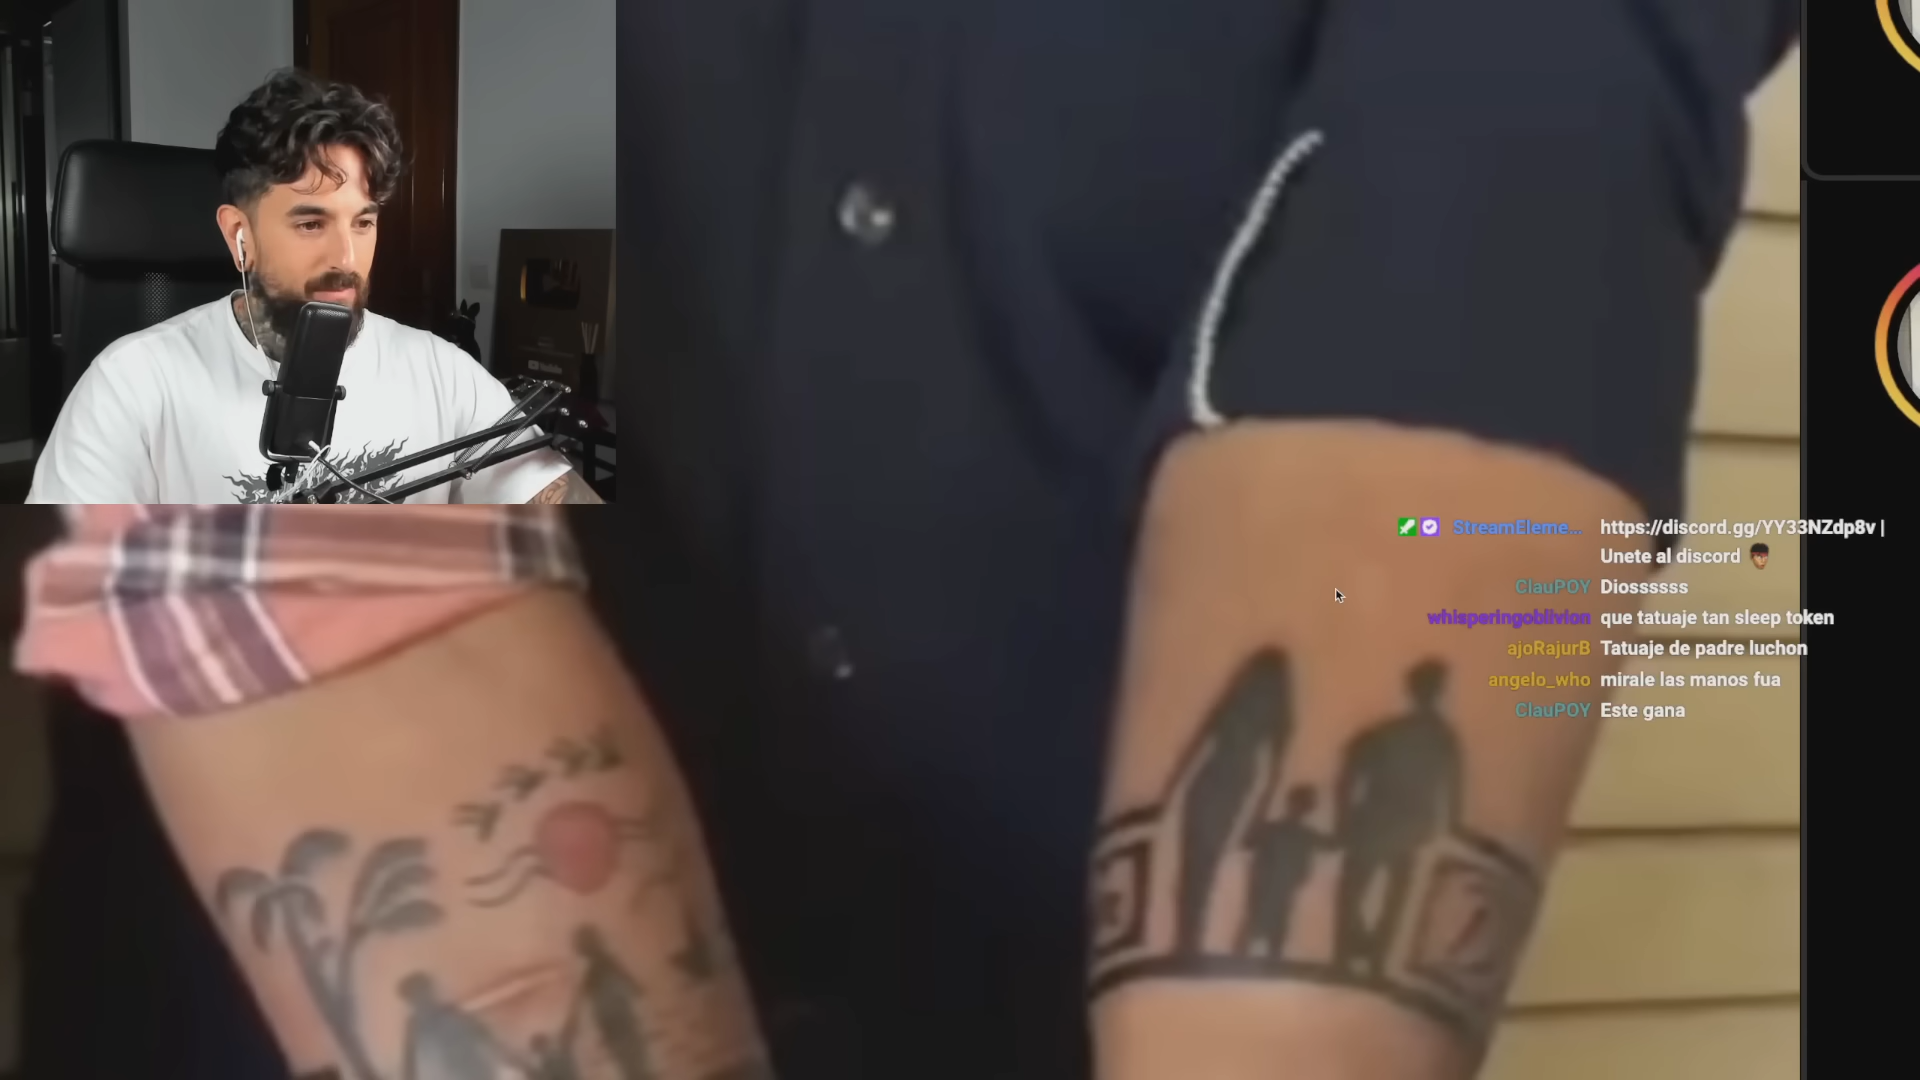 StreamEleme... https://discord.gg/YY33NZdp8v |
Unete al discord
ClauPOY Diossssss
whisperingoblivion que tatuaje tan sleep token
ajoRajurB Tatuaje de padre luchon
angelo_who mirale las manos fua
ClauPOY Este gana